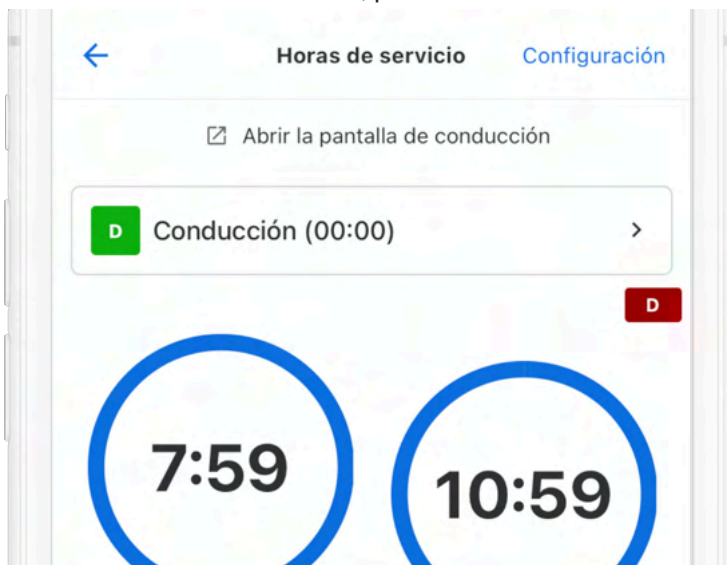 Horas de servicio Configuración
Abrir la pantalla de conducción
D Conducción (00:00)
D
7:59
10:59